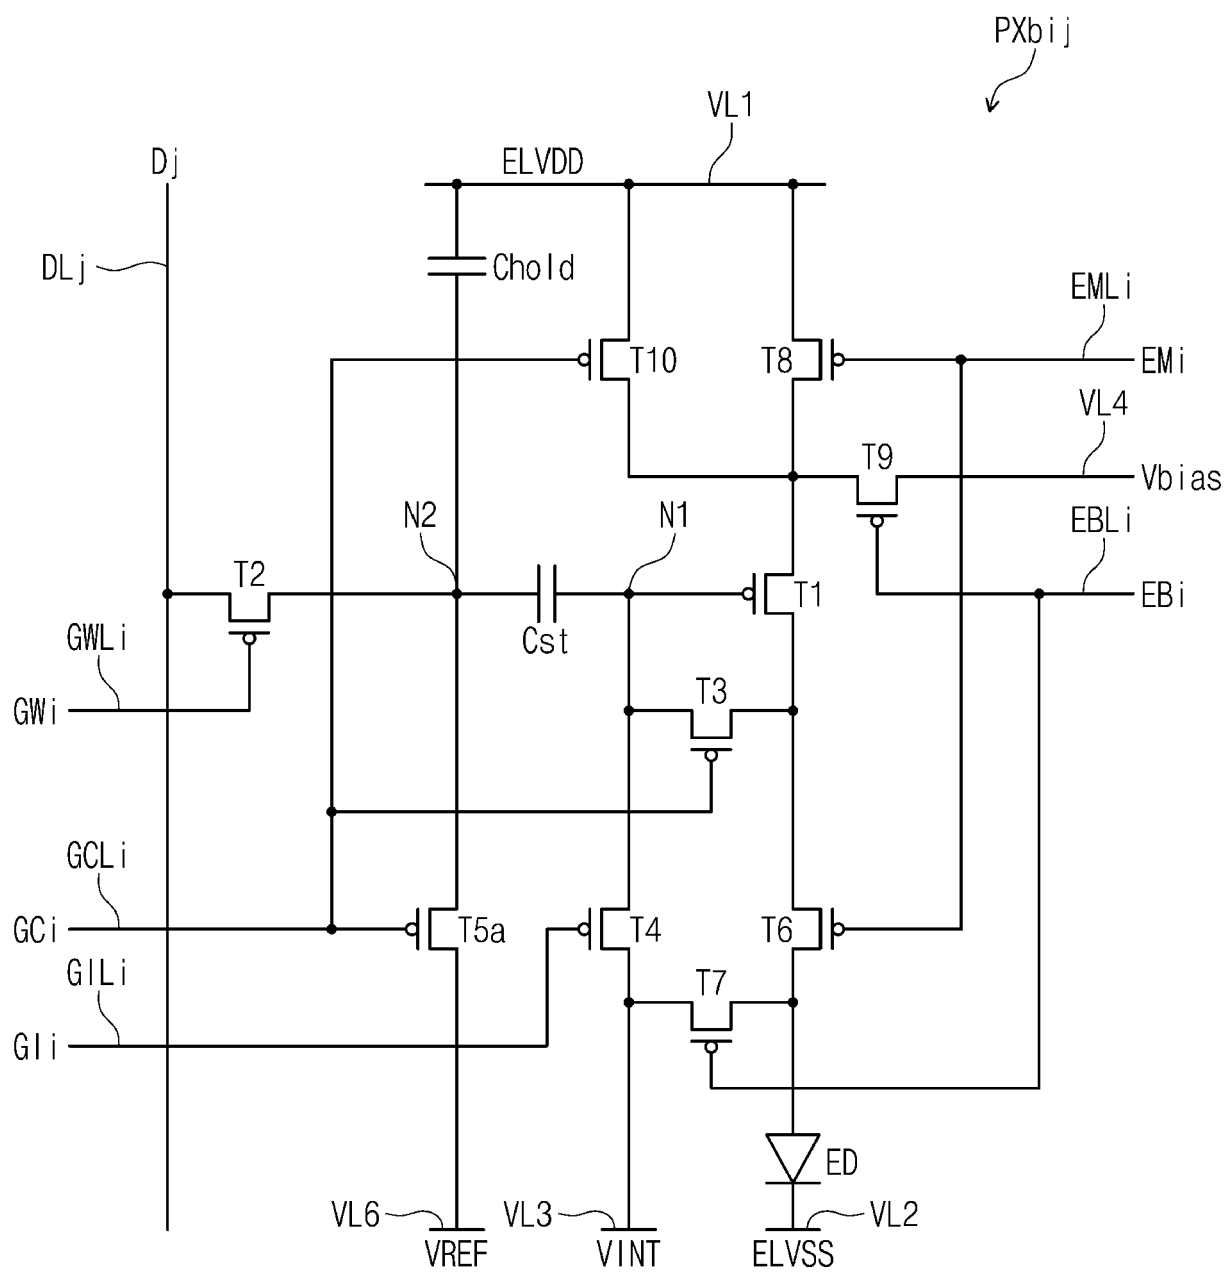 PXbij
VL1
Dj
ELVDD
DLj
Chold
EMLi
T10
T8
EMi
VL4
T9
Vbias
N2
N1
EBLi
T2
T1
EBi
Cst
GWLi
T3
GWi
GCLi
GCi
T5a
T4
T6
GILi
T7
GIi
ED
VL6
VL3
VL2
VREF
VINT
ELVSS